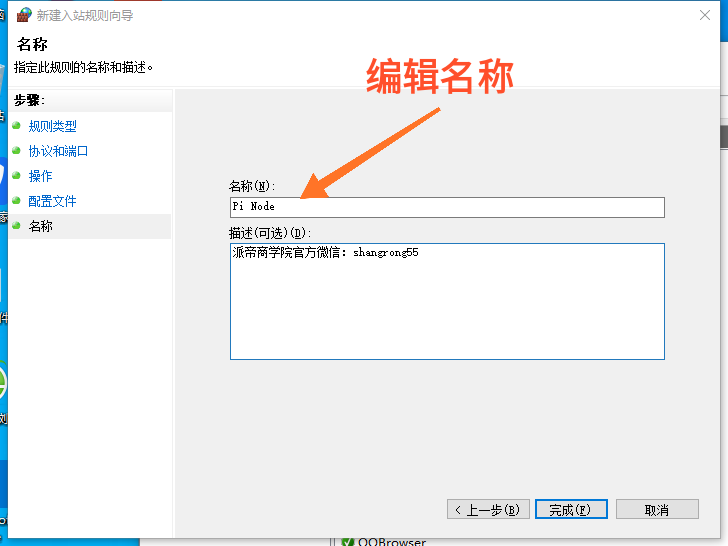 新建入站规则向导
名称
指定此规则的名称和描述。
步骤:
规则类型
协议和端口
操作
配置文件
名称
编辑名称
名称(N):
Pi Node
描述(可选)(D):
派帝商学院官方微信: shangrong55
< 上一步(B)
完成(F)
取消
QQBrowser